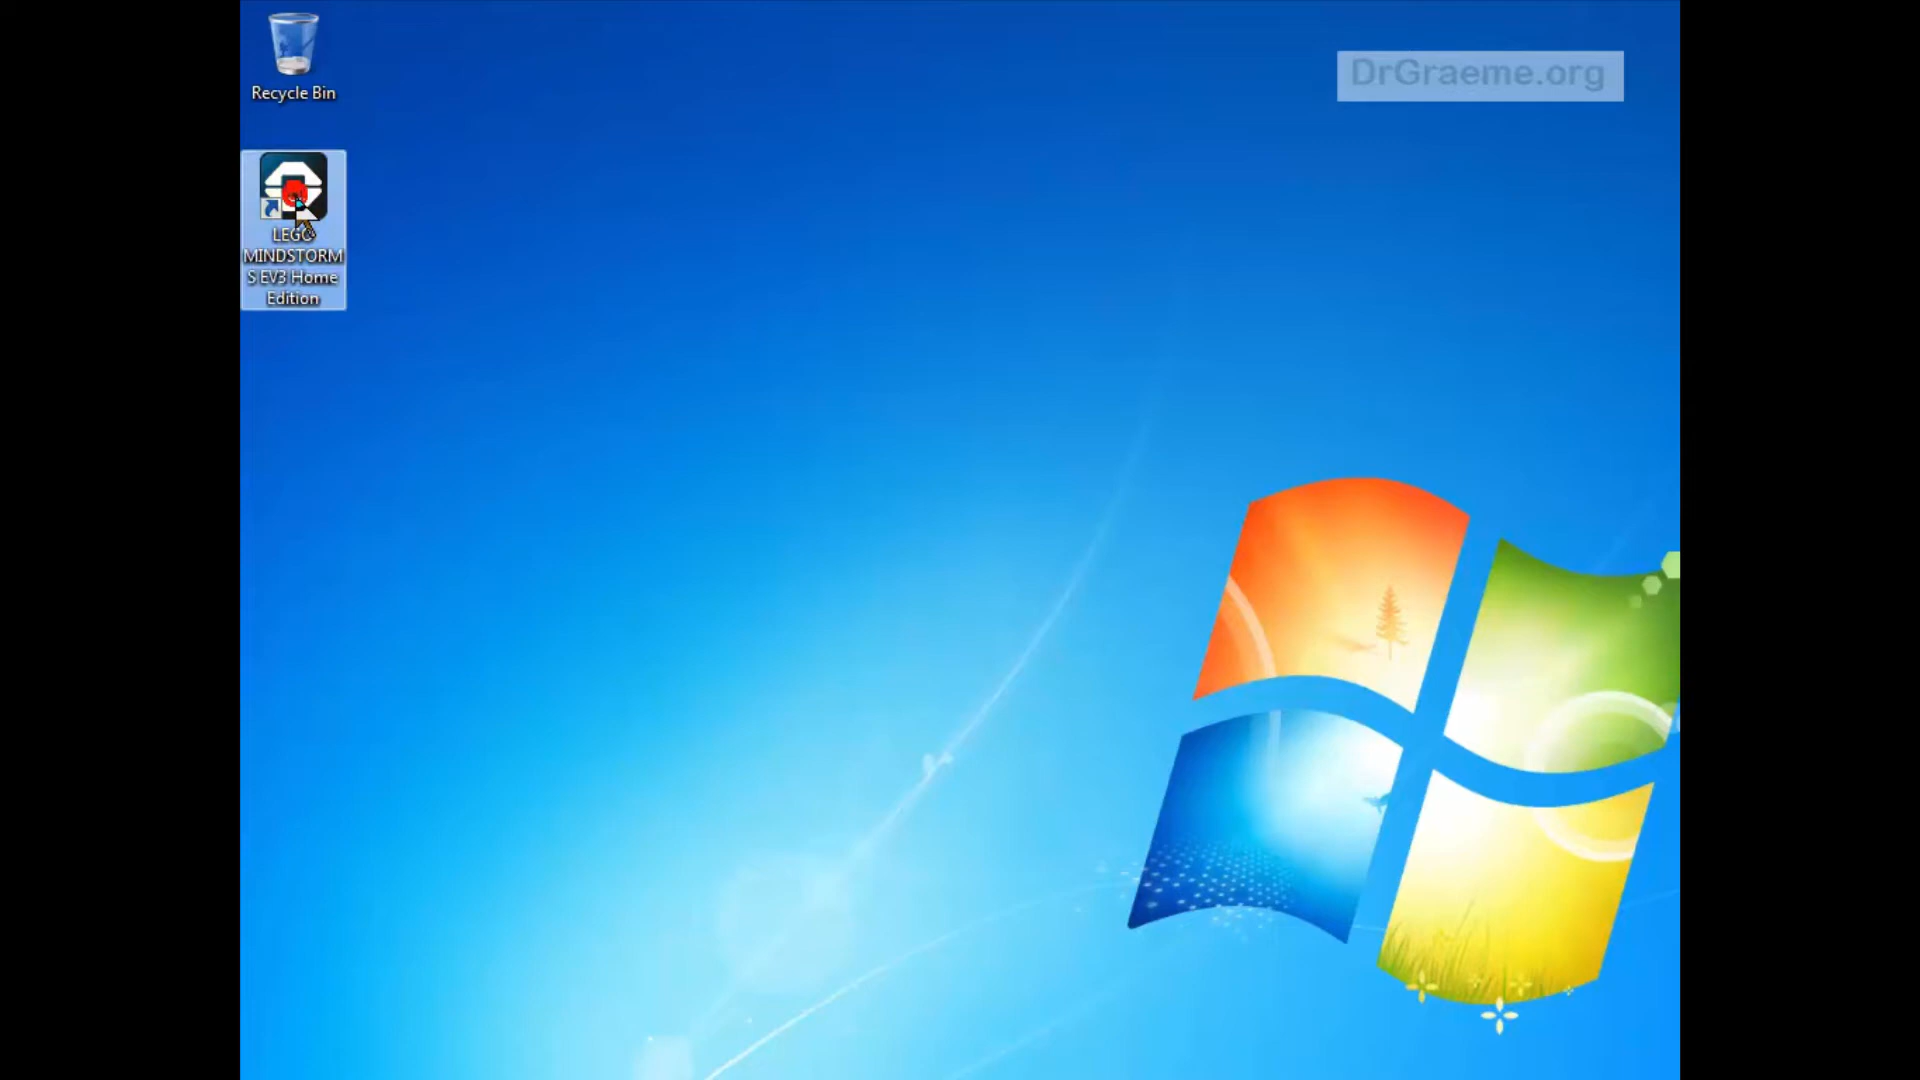 Recycle Bin
DrGraeme.org
LEGO
MINDSTORM
S EV3 Home
Edition